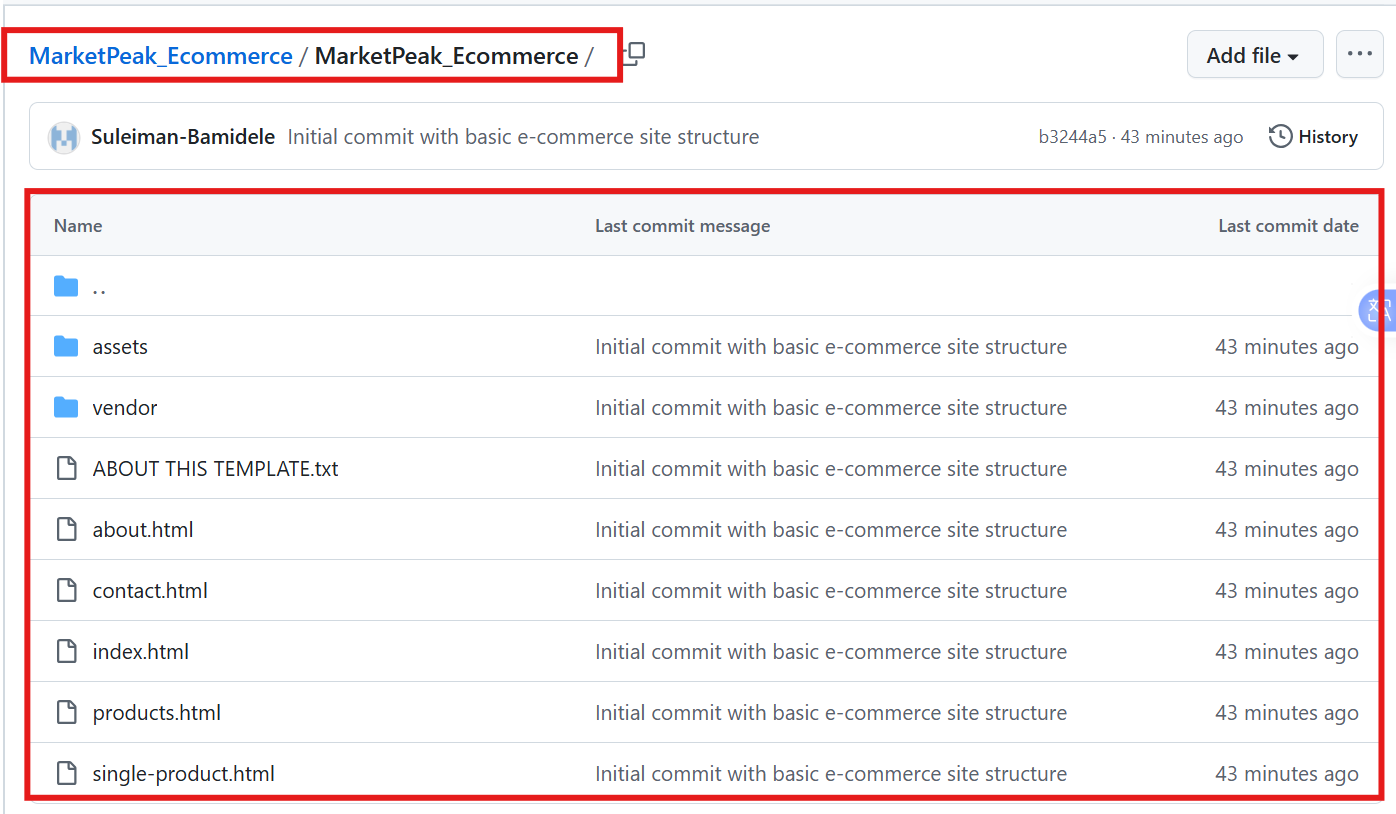 MarketPeak_Ecommerce / MarketPeak_Ecommerce /
Add file
Suleiman-Bamidele Initial commit with basic e-commerce site structure b3244a5 · 43 minutes ago History
Name Last commit message Last commit date
..
assets Initial commit with basic e-commerce site structure 43 minutes ago
vendor Initial commit with basic e-commerce site structure 43 minutes ago
ABOUT THIS TEMPLATE.txt Initial commit with basic e-commerce site structure 43 minutes ago
about.html Initial commit with basic e-commerce site structure 43 minutes ago
contact.html Initial commit with basic e-commerce site structure 43 minutes ago
index.html Initial commit with basic e-commerce site structure 43 minutes ago
products.html Initial commit with basic e-commerce site structure 43 minutes ago
single-product.html Initial commit with basic e-commerce site structure 43 minutes ago